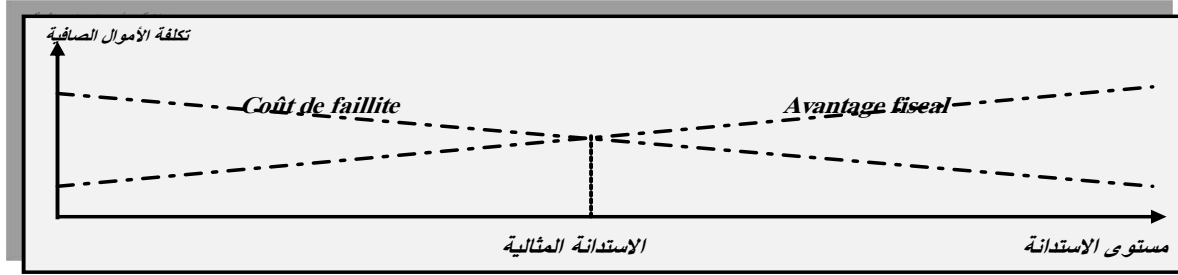 تكلفة الأموال الصافية
Coût de faillite
Avantage fiscal
الاستدانة المثالية
مستوى الاستدانة